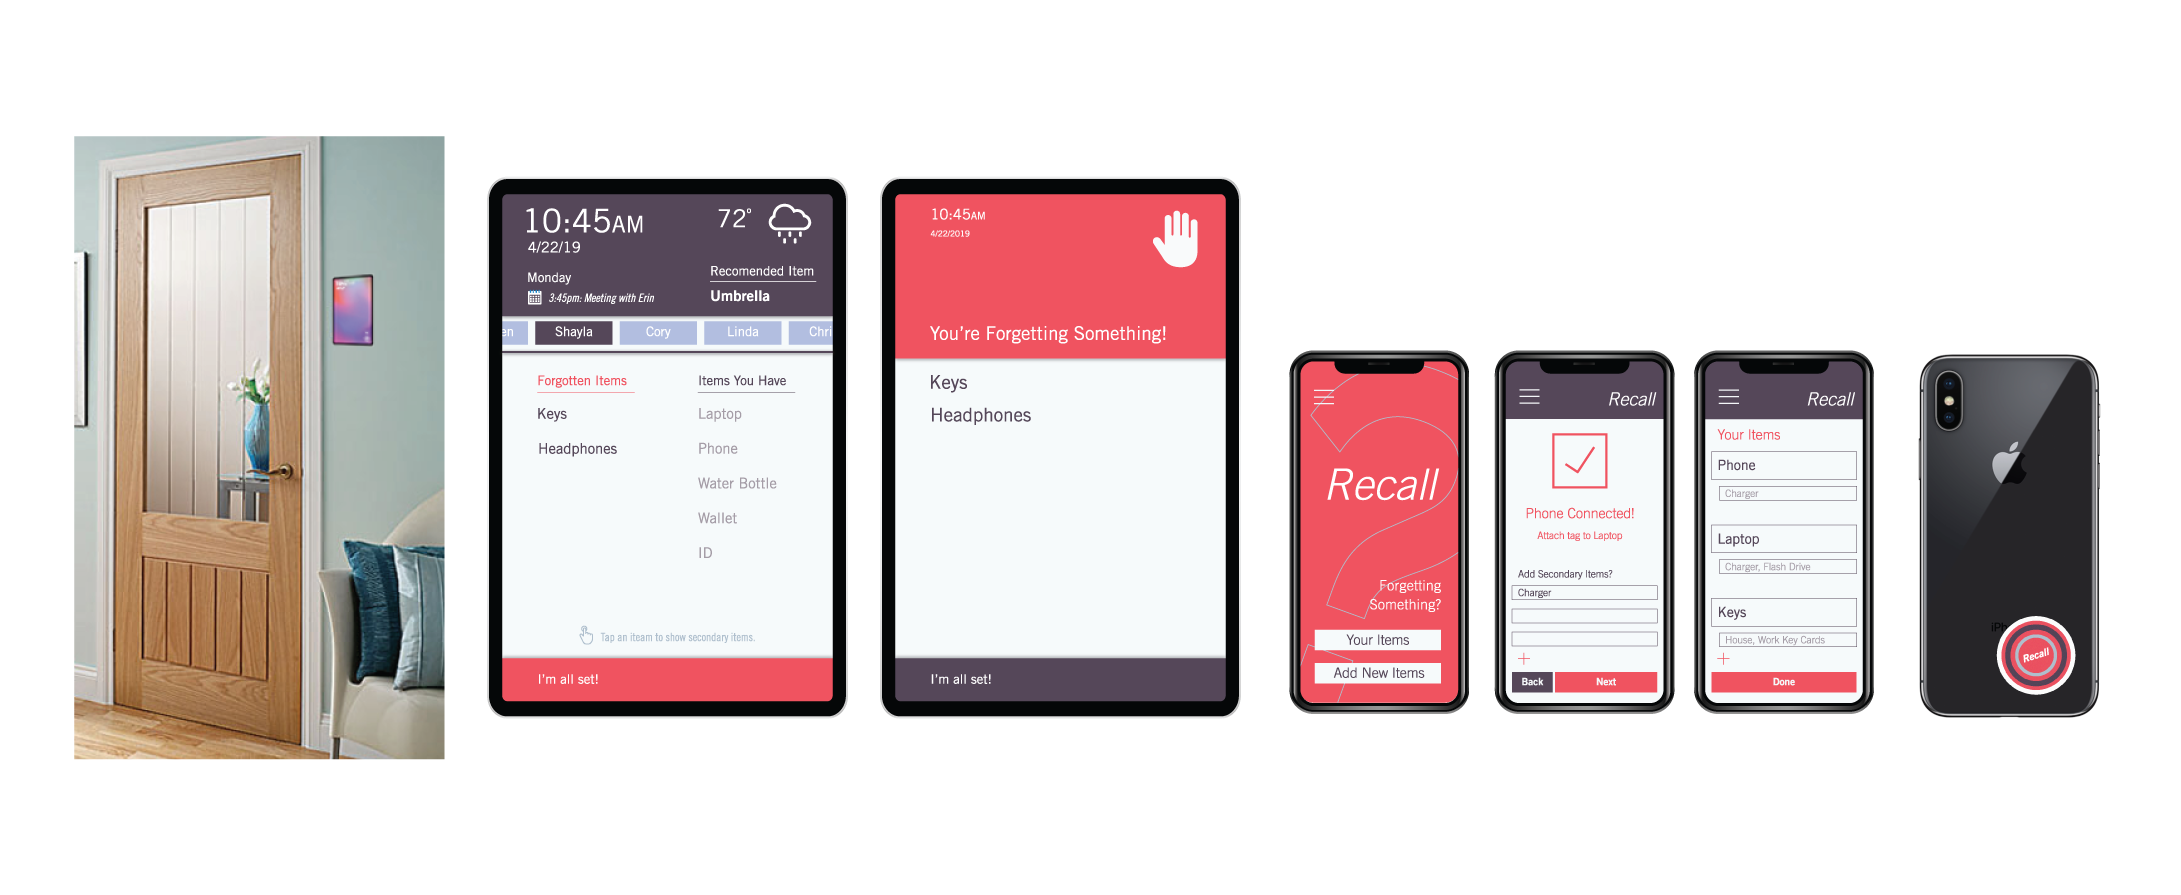 10:45AM
4/22/19
72°
Monday
3:45pm: Meeting with Erin
Recomended Item
Umbrella
en
Shayla
Cory
Linda
Chri
Forgotten Items
Keys
Headphones
Items You Have
Laptop
Phone
Water Bottle
Wallet
ID
Tap an iteam to show secondary items.
I'm all set!
10:45AM
4/22/2019
You're Forgetting Something!
Keys
Headphones
I'm all set!
Recall
Forgetting
Something?
Your Items
Add New Items
Recall
Phone Connected!
Attach tag to Laptop
Add Secondary Items?
Charger
+
Back
Next
Recall
Your Items
Phone
Charger
Laptop
Charger, Flash Drive
Keys
House, Work Key Cards
+
Done
iPh
Recall